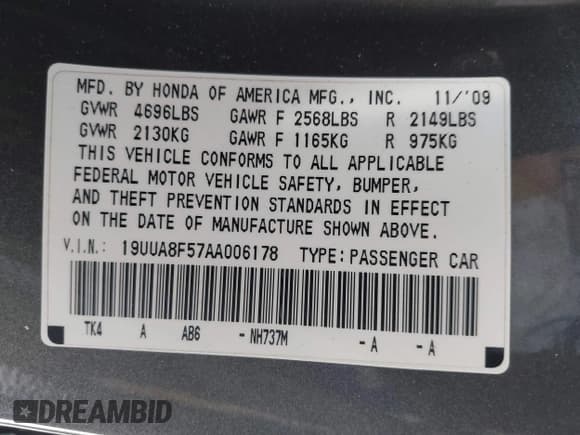 MFD. BY HONDA OF AMERICA MFG., INC. 11/'09
GVWR 4696LBS GAWR F 2568LBS R 2149LBS
GVWR 2130KG GAWR F 1165KG R 975KG
THIS VEHICLE CONFORMS TO ALL APPLICABLE
FEDERAL MOTOR VEHICLE SAFETY, BUMPER,
AND THEFT PREVENTION STANDARDS IN EFFECT
ON THE DATE OF MANUFACTURE SHOWN ABOVE.
V.I.N.: 19UUA8F57AA006178 TYPE: PASSENGER CAR
TK4 A AB6 - NH737M - A - A
DREAMBID